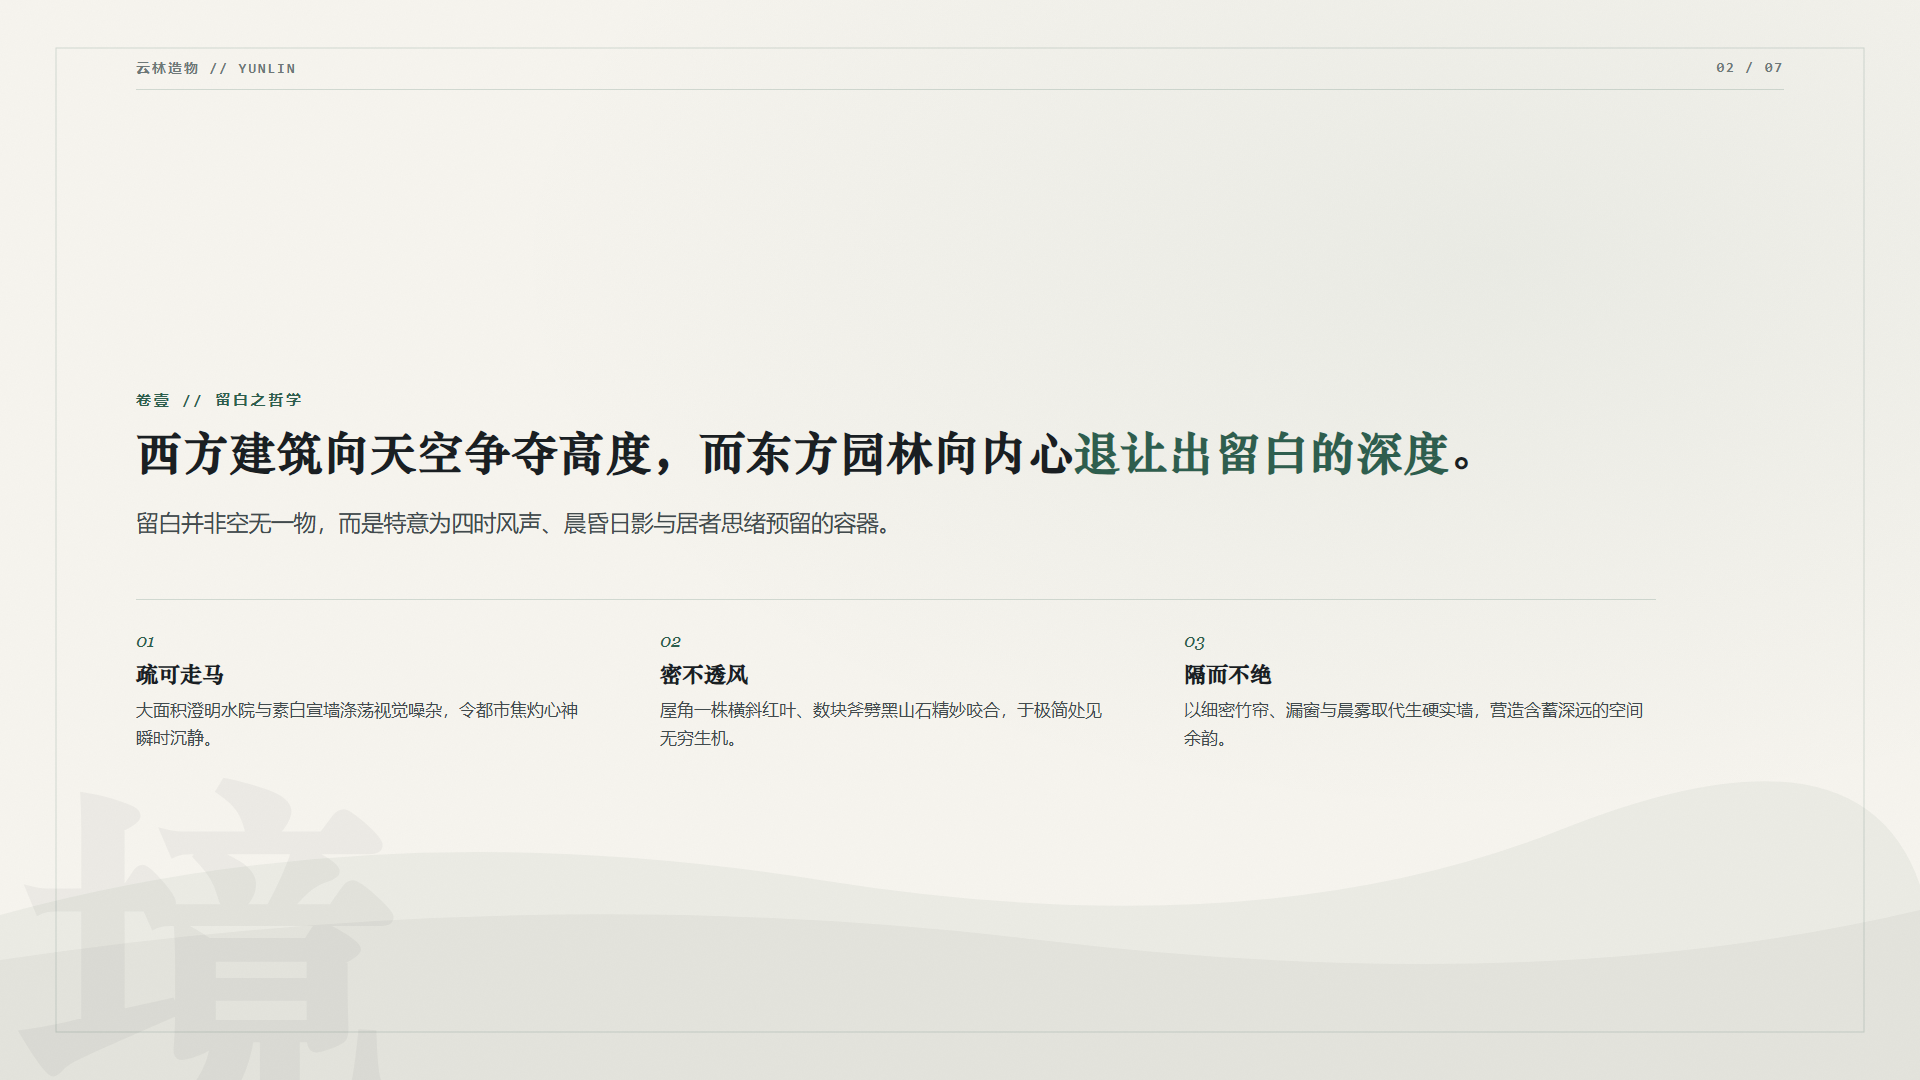 云林造物 // YUNLIN
02 / 07
卷壹 // 留白之哲学
西方建筑向天空争夺高度，而东方园林向内心退让出留白的深度。
留白并非空无一物，而是特意为四时风声、晨昏日影与居者思绪预留的容器。
01
疏可走马
大面积澄明水院与素白宣墙涤荡视觉噪杂，令都市焦灼心神
瞬时沉静。
02
密不透风
屋角一株横斜红叶、数块斧劈黑山石精妙咬合，于极简处见
无穷生机。
03
隔而不绝
以细密竹帘、漏窗与晨雾取代生硬实墙，营造含蓄深远的空间
余韵。
境